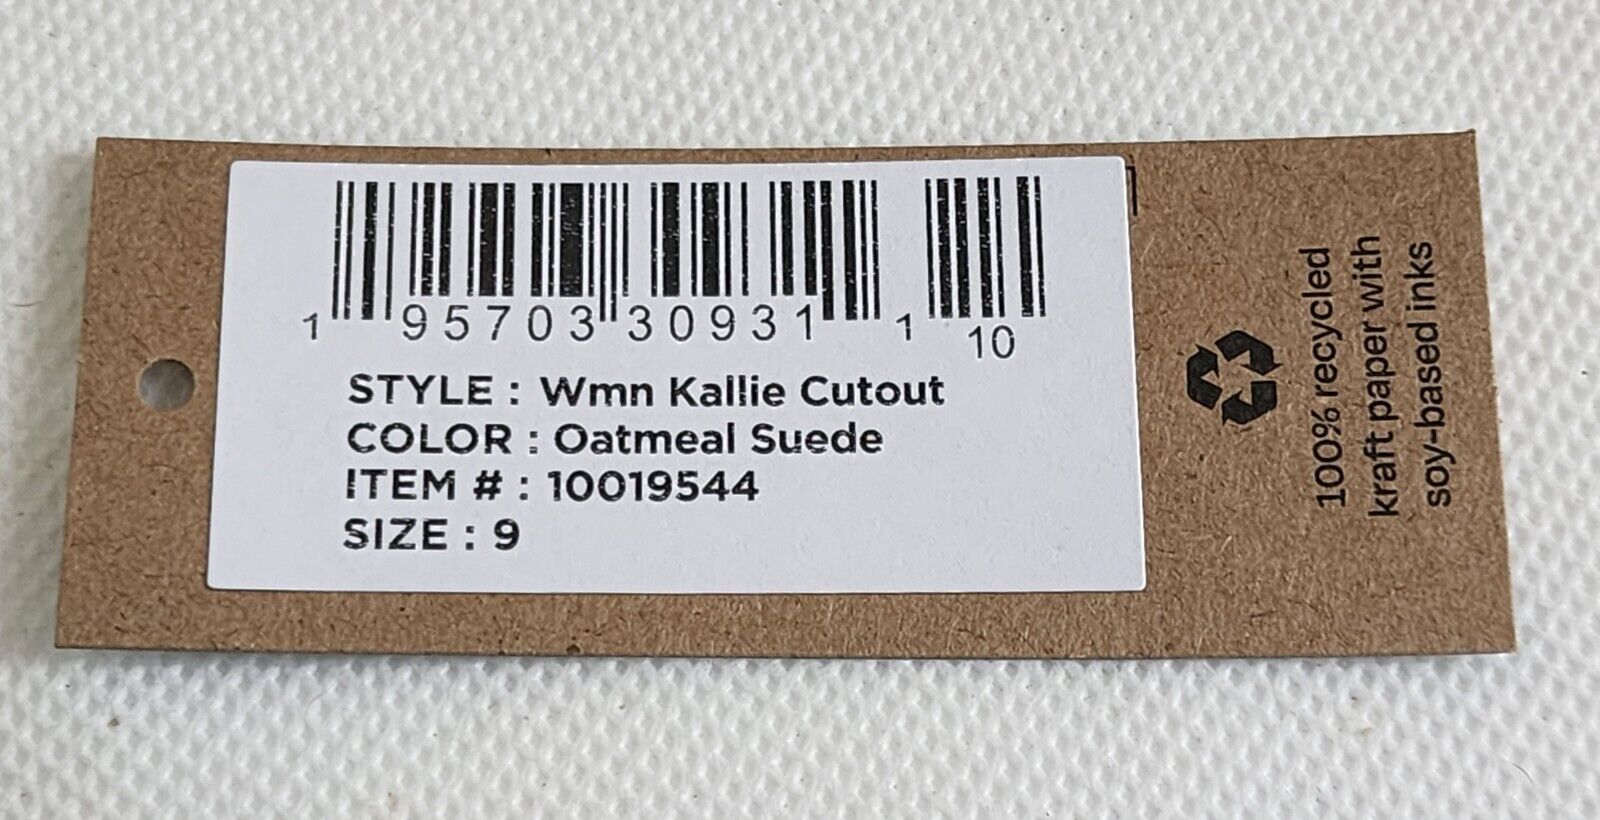 1 95703 30931 1 10
STYLE : Wmn Kallie Cutout
COLOR : Oatmeal Suede
ITEM # : 10019544
SIZE : 9
100% recycled
kraft paper with
soy-based inks